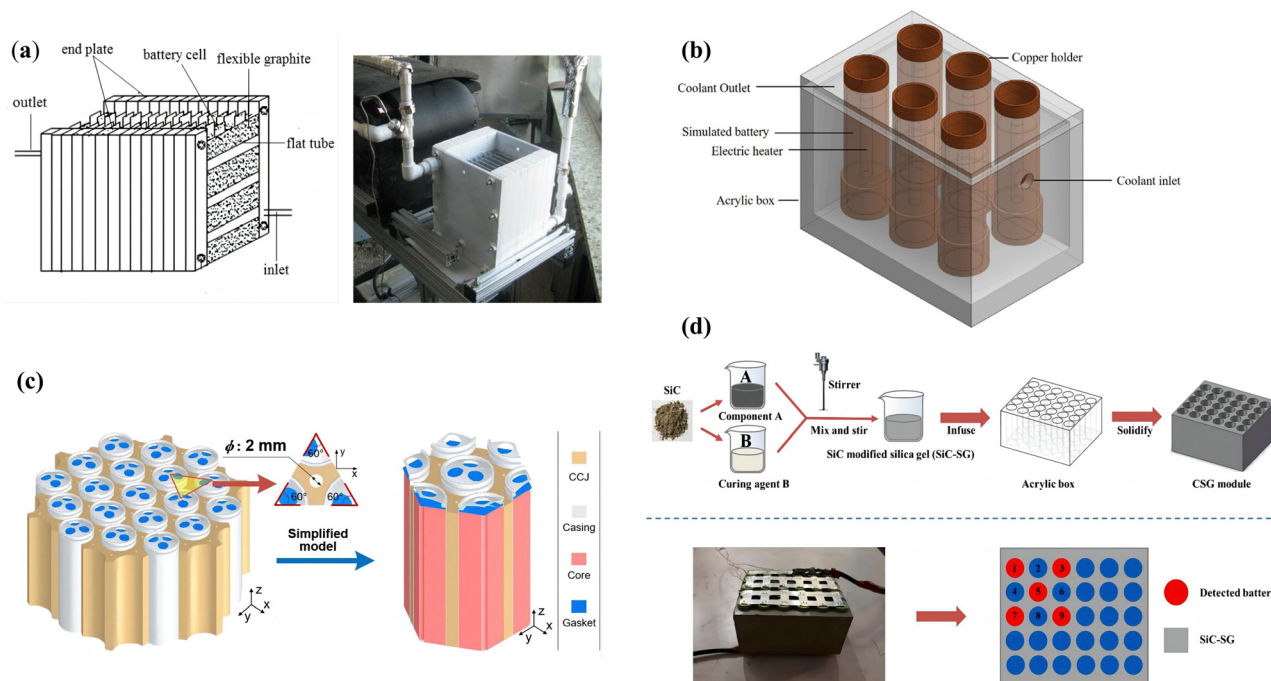 (a)
end plate
battery cell
flexible graphite
outlet
flat tube
inlet
(b)
Copper holder
Coolant Outlet
Simulated battery
Electric heater
Coolant inlet
Acrylic box
(c)
ϕ: 2 mm
60°
60°
60°
y
x
Simplified
model
z
y
x
z
y
x
CCJ
Casing
Core
Gasket
(d)
SiC
A
Component A
B
Curing agent B
Stirrer
Mix and stir
SiC modified silica gel (SiC-SG)
Infuse
Acrylic box
Solidify
CSG module
1 2 3
4 5 6
7 8 9
Detected batter
SiC-SG